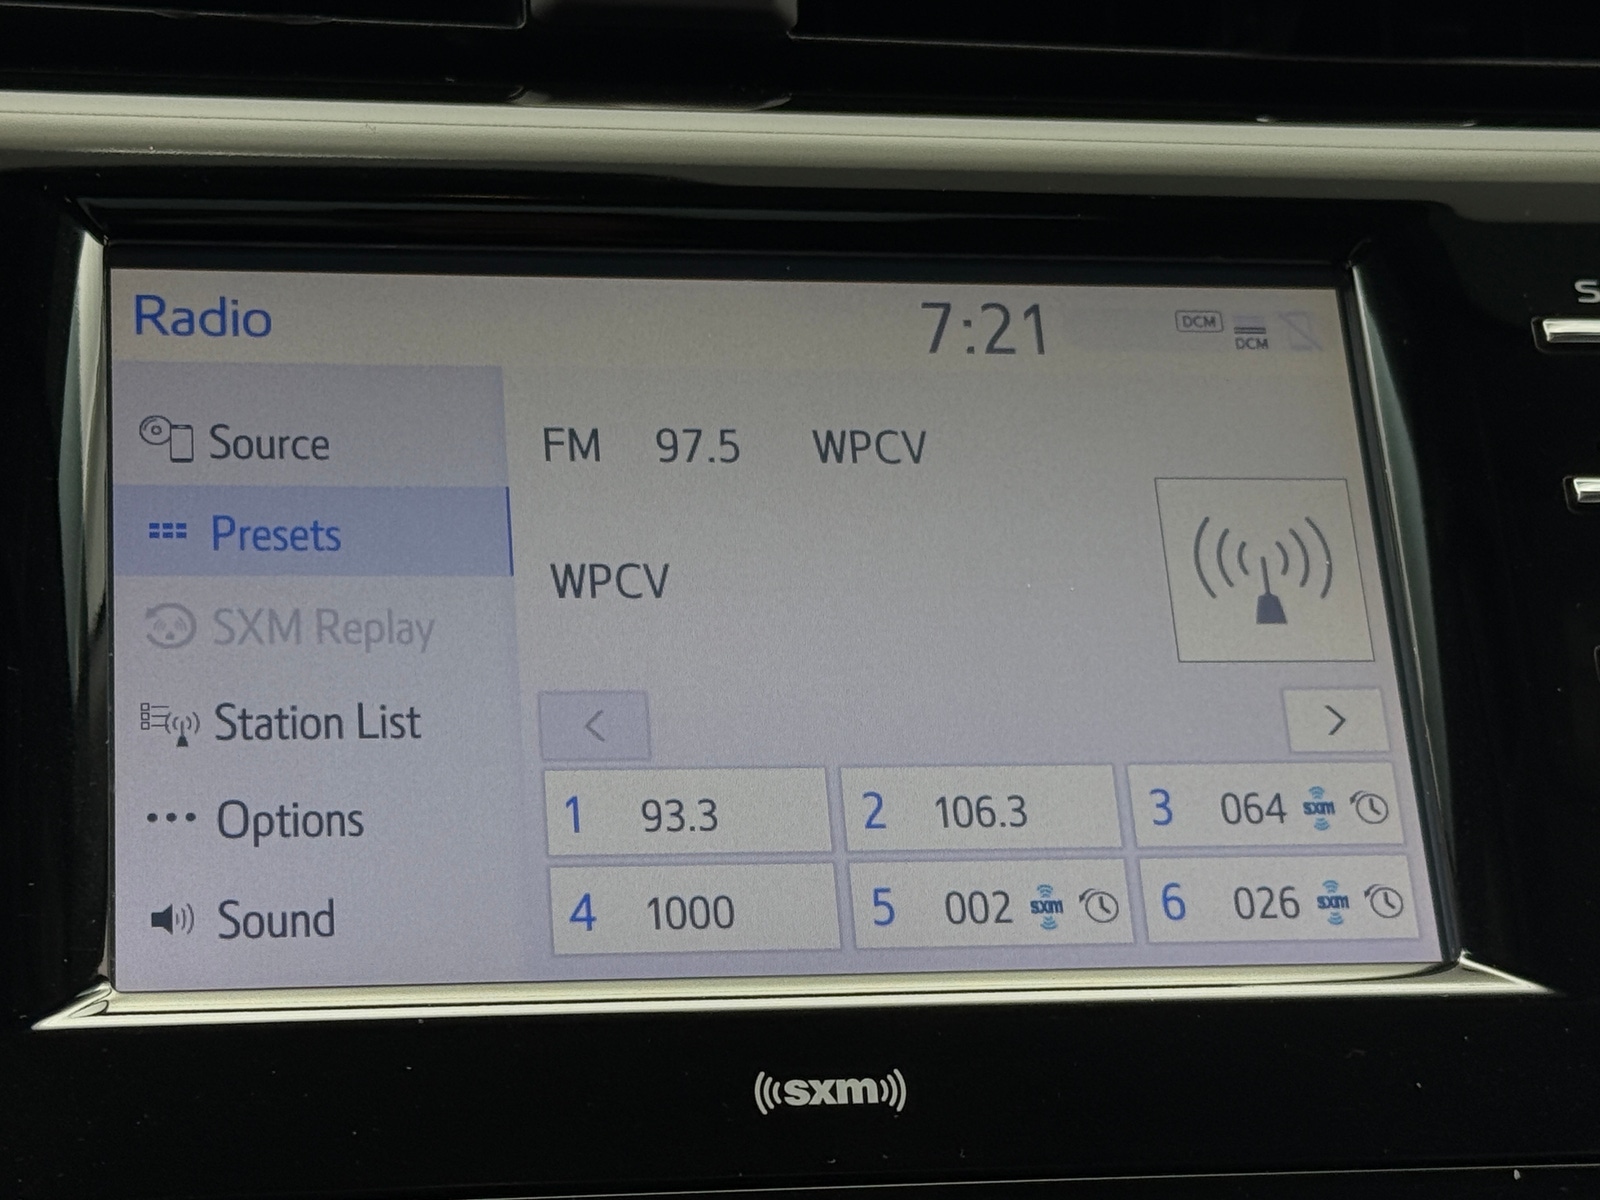 Radio 7:21 DCM DCM
Source
FM 97.5 WPCV
Presets
WPCV
SXM Replay
Station List
< >
Options
1 93.3 2 106.3 3 064 sxm
Sound
4 1000 5 002 sxm 6 026 sxm
((sxm))